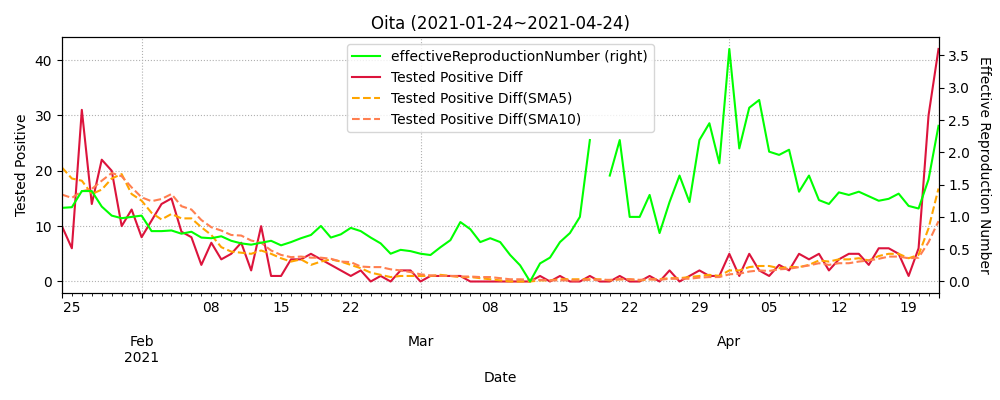 Oita (2021-01-24~2021-04-24)
effectiveReproductionNumber (right)
Tested Positive Diff
Tested Positive Diff(SMA5)
Tested Positive Diff(SMA10)
Tested Positive
40
30
20
10
0
Effective Reproduction Number
3.5
3.0
2.5
2.0
1.5
1.0
0.5
0.0
25 08 15 22 08 15 22 29 05 12 19
Feb Mar Apr
2021
Date